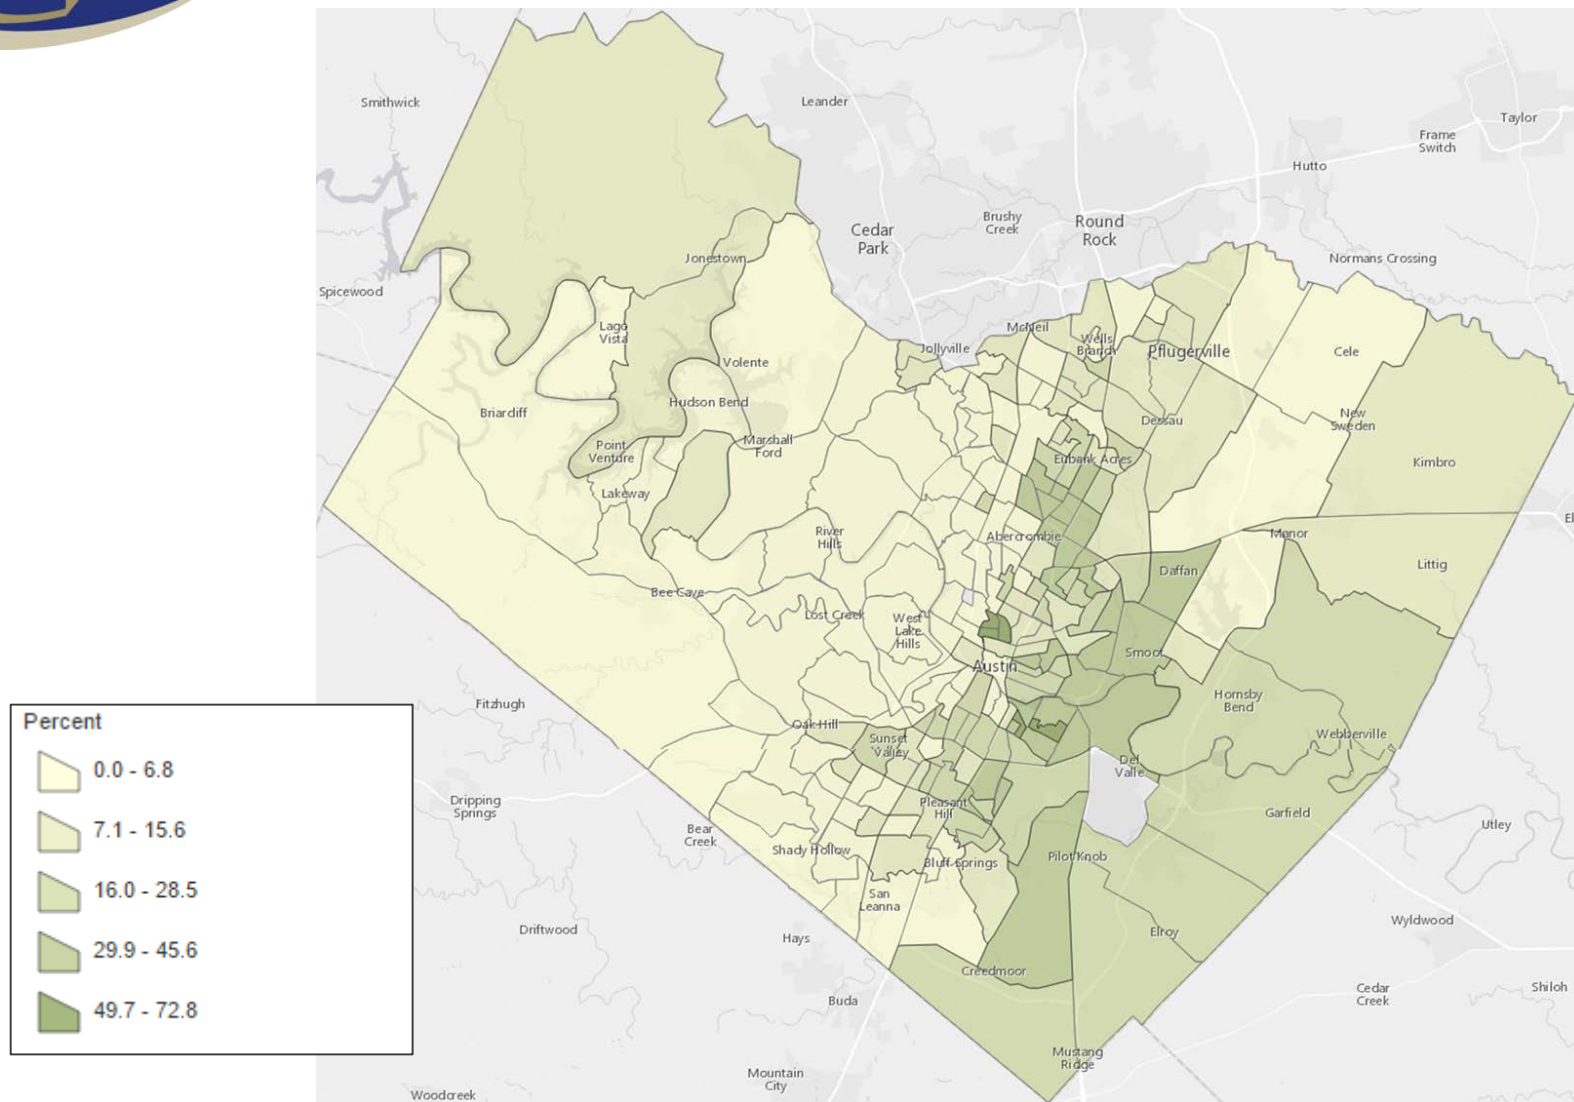 Smithwick
Leander
Taylor
Frame
Switch
Hutto
Cedar
Park
Brushy
Creek
Round
Rock
Normans Crossing
Jonestown
Spicewood
Lago
Vista
McNeil
Jollyville
Wells
Branch
Pflugerville
Cele
Volente
Briardiff
Hudson Bend
Marshall
Ford
Dessau
New
Sweden
Kimbro
Point
Venture
Eubank Acres
Lakeway
River
Hills
Abercrombie
Manor
El
Daffan
Littig
Bee Cave
Lost Creek
West
Lake
Hills
Smoot
Austin
Hornsby
Bend
Webberville
Fitzhugh
Oak Hill
Sunset
Valley
Del
Valle
Percent
0.0 - 6.8
7.1 - 15.6
16.0 - 28.5
29.9 - 45.6
49.7 - 72.8
Dripping
Springs
Pleasant
Hill
Garfield
Utley
Bear
Creek
Shady Hollow
Bluff Springs
Pilot Knob
San
Leanna
Wyldwood
Driftwood
Hays
Elroy
Creedmoor
Buda
Cedar
Creek
Shiloh
Mustang
Ridge
Mountain
City
Woodcreek